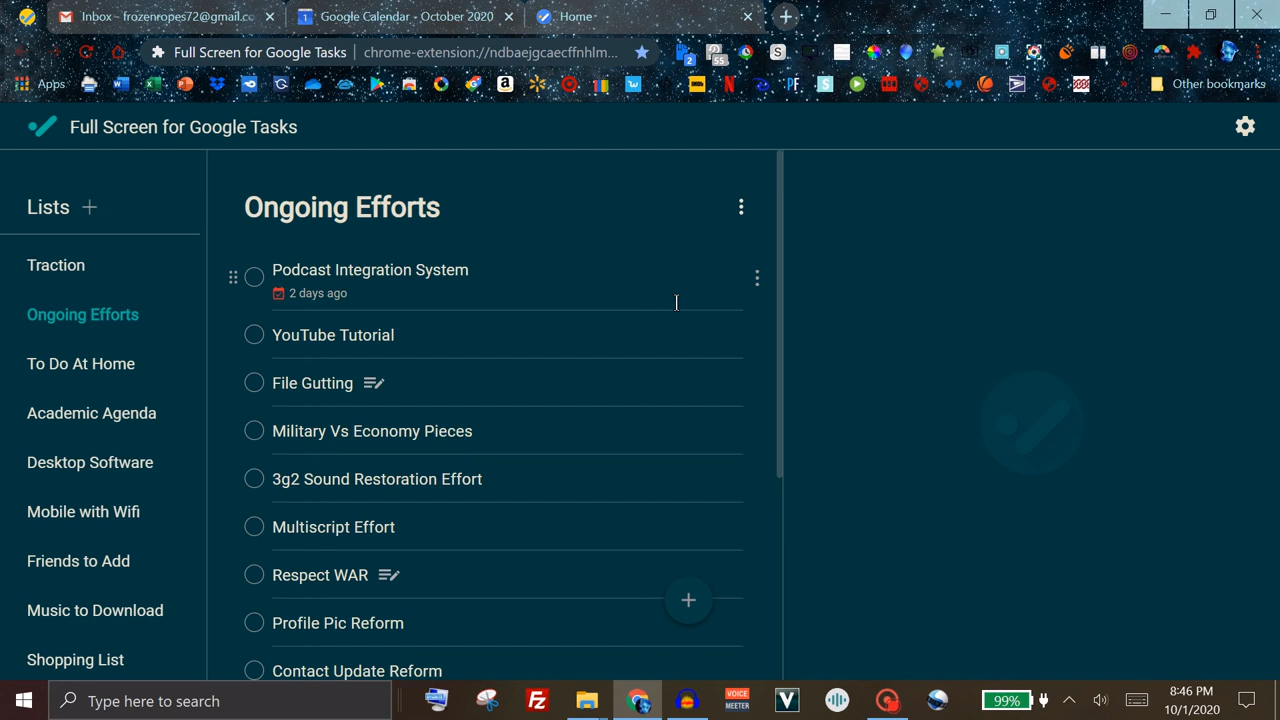 Inbox - frozenropes72@gmail.co
Google Calendar - October 2020
Home
Full Screen for Google Tasks
chrome-extension://ndbaejgcaecffnhlm...
2
55
Apps
Other bookmarks
Full Screen for Google Tasks
Lists
Traction
Ongoing Efforts
To Do At Home
Academic Agenda
Desktop Software
Mobile with Wifi
Friends to Add
Music to Download
Shopping List
Ongoing Efforts
Podcast Integration System
2 days ago
YouTube Tutorial
File Gutting
Military Vs Economy Pieces
3g2 Sound Restoration Effort
Multiscript Effort
Respect WAR
Profile Pic Reform
Contact Update Reform
Type here to search
VOICE
MEETER
99%
8:46 PM
10/1/2020